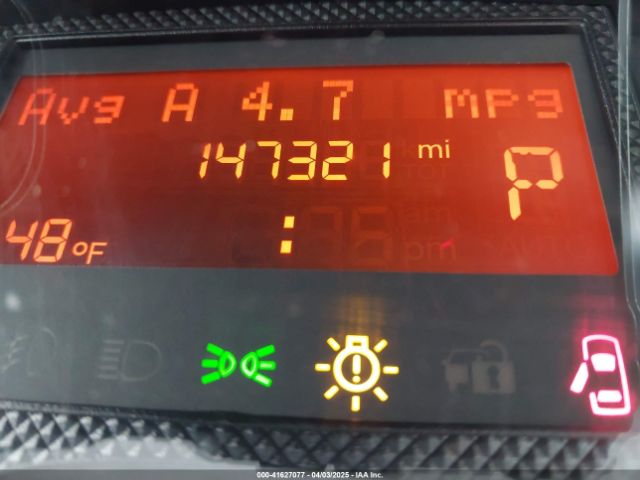 Avg A 4.7 mpg
147321 mi
P
48°F :
000-41627077 - 04/03/2025 - IAA Inc.